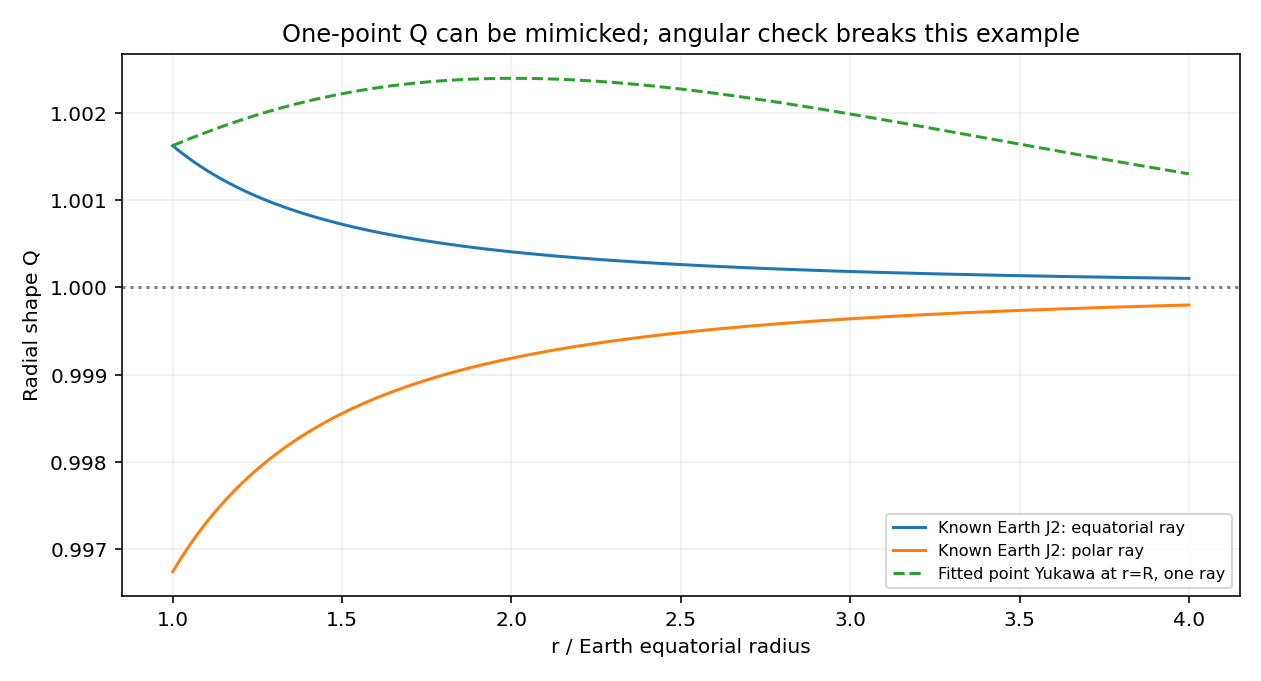 One-point Q can be mimicked; angular check breaks this example
Radial shape Q
1.002
1.001
1.000
0.999
0.998
0.997
Known Earth J2: equatorial ray
Known Earth J2: polar ray
Fitted point Yukawa at r=R, one ray
1.0 1.5 2.0 2.5 3.0 3.5 4.0
r / Earth equatorial radius